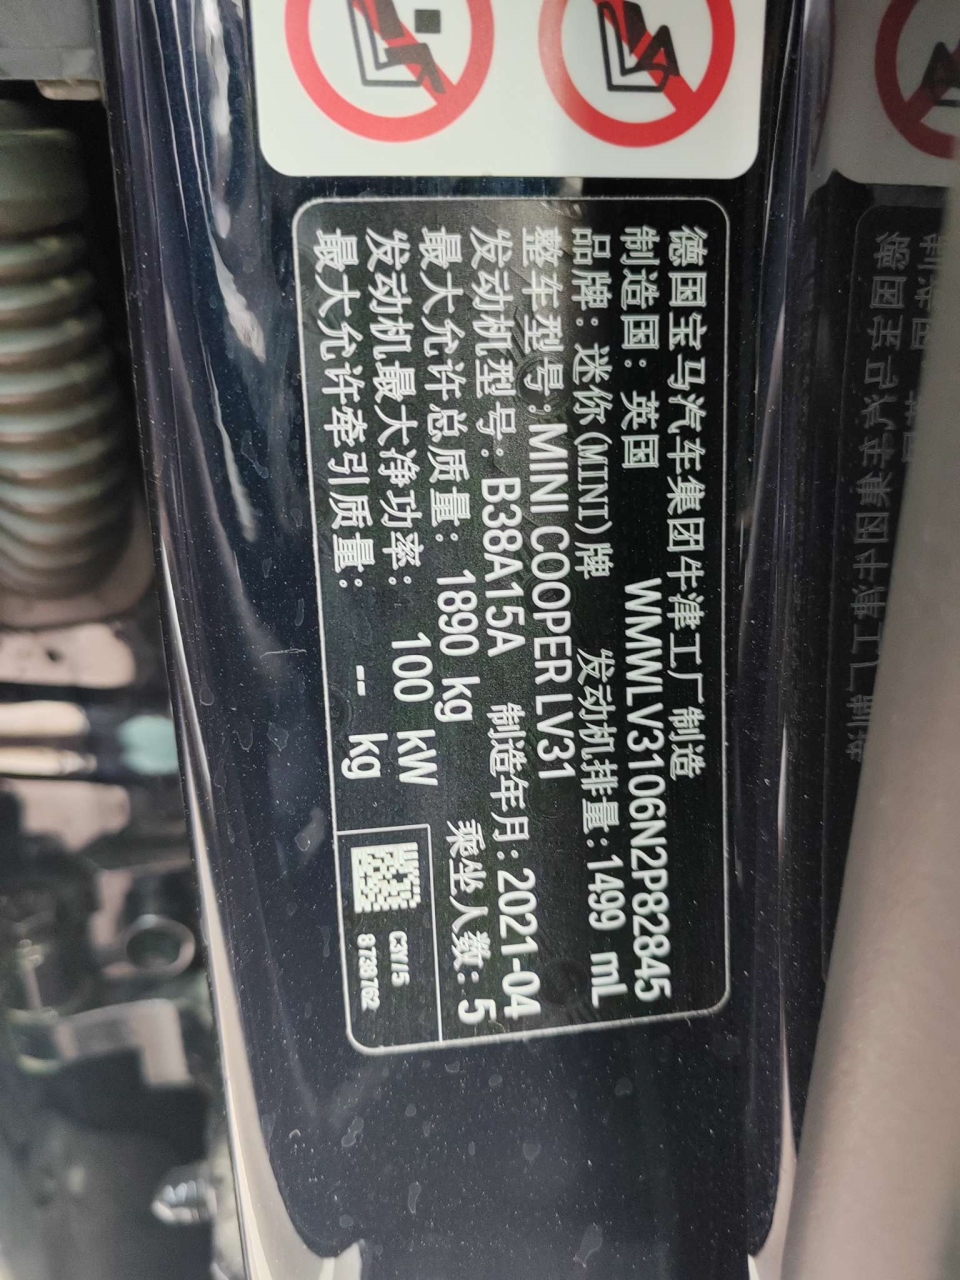 德国宝马汽车集团牛津工厂制造
制造国: 英国 WMWLV3106N2P82845
品牌: 迷你(MINI)牌 发动机排量: 1499 mL
整车型号: MINI COOPER LV31
发动机型号: B38A15A 制造年月: 2021-04
最大允许总质量: 1890 kg 乘坐人数: 5
发动机最大净功率: 100 kW
最大允许牵引质量: -- kg
C3Y/5
8738762